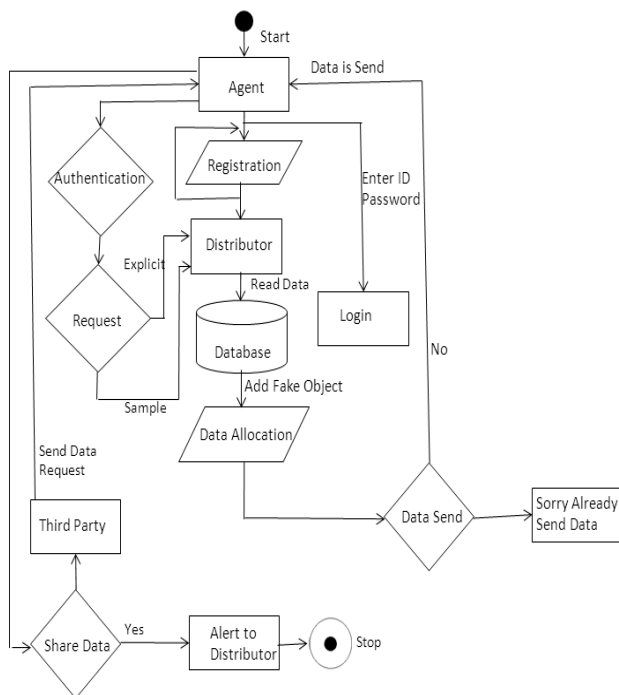 Start
Data is Send
Agent
Authentication
Registration
Enter ID
Password
Explicit
Distributor
Read Data
Request
Login
Database
No
Sample
Add Fake Object
Data Allocation
Send Data
Request
Third Party
Data Send
Sorry Already
Send Data
Share Data
Yes
Alert to
Distributor
Stop